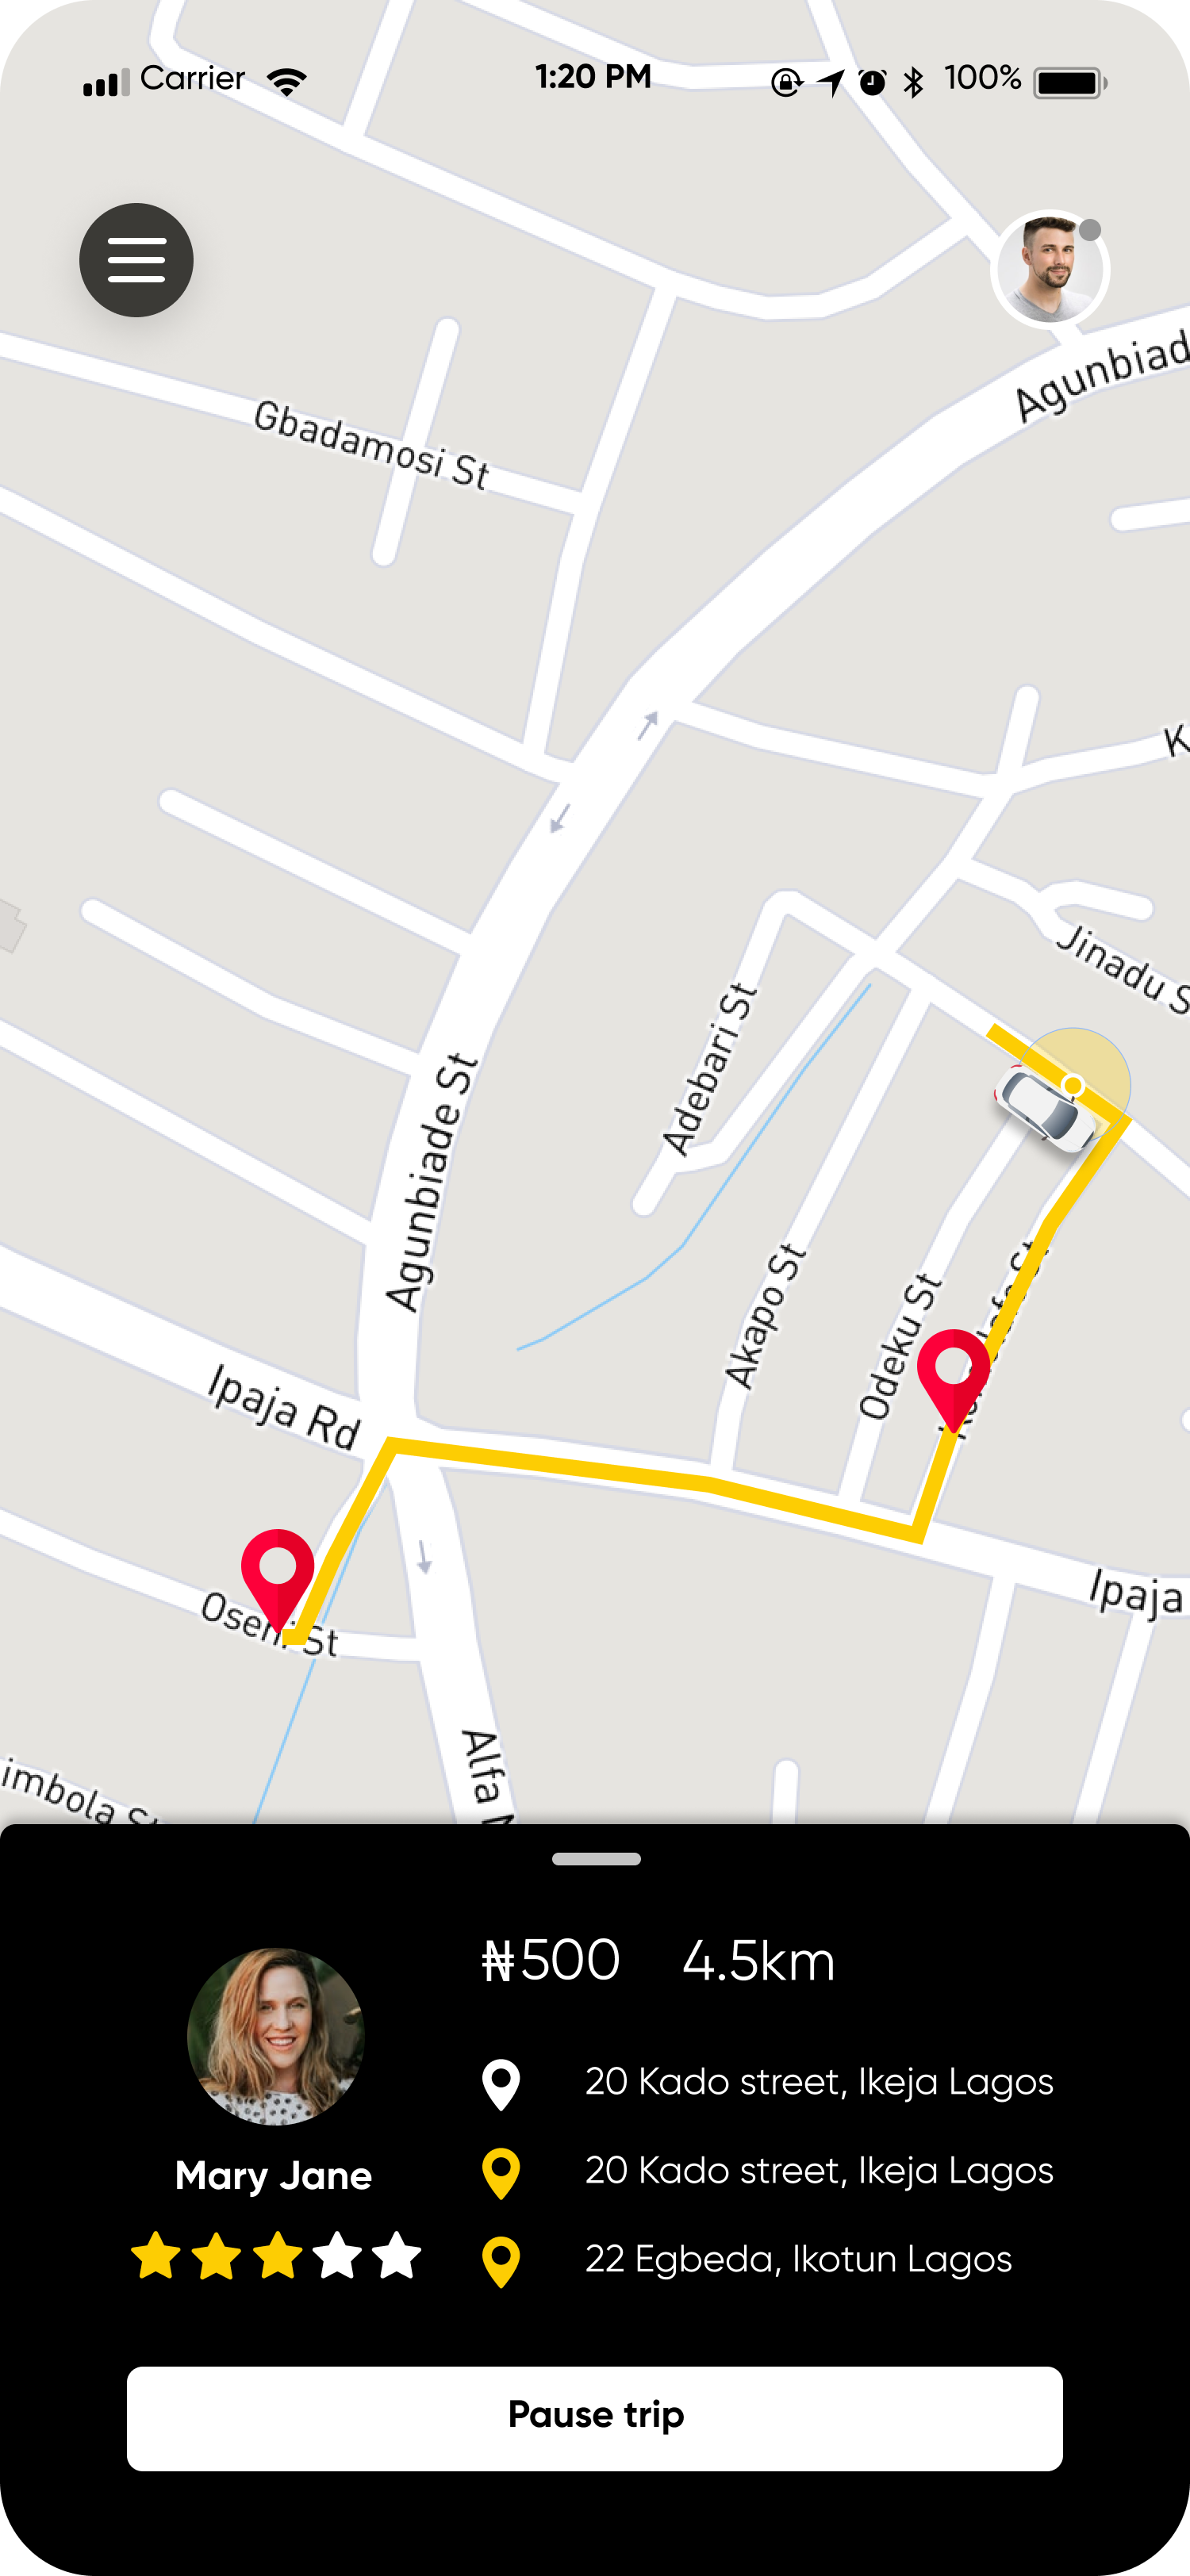 Carrier 1:20 PM 100%
Agunbiad
Gbadamosi St
K
Jinadu S
Adebari St
Agunbiade St
Akapo St
Odeku St
Ipaja Rd
Ipaja
Oseni St
Alfa
imbola St
₦500 4.5km
20 Kado street, Ikeja Lagos
20 Kado street, Ikeja Lagos
Mary Jane
22 Egbeda, Ikotun Lagos
Pause trip